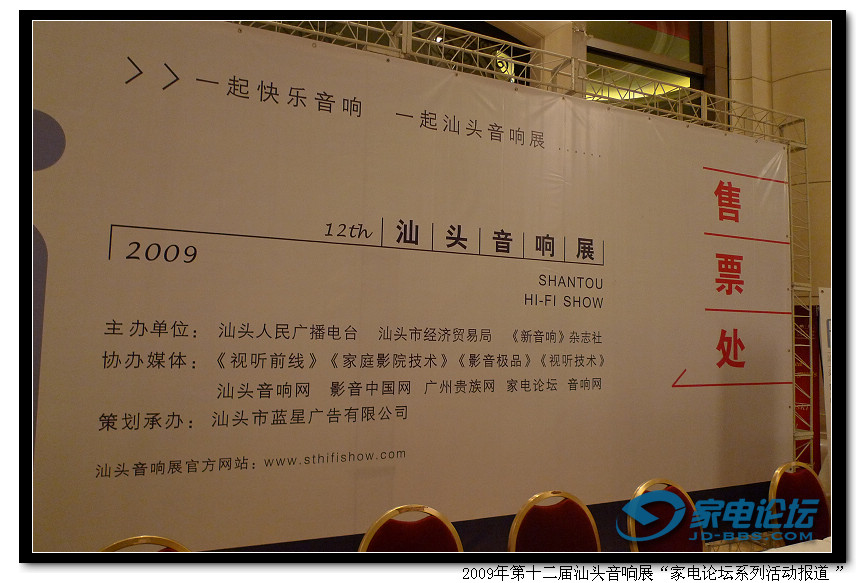 >> 一起快乐音响 一起汕头音响展 ......
2009 12th 汕头音响展
SHANTOU
HI-FI SHOW
售票处
主办单位：汕头人民广播电台 汕头市经济贸易局 《新音响》杂志社
协办媒体：《视听前线》《家庭影院技术》《影音极品》《视听技术》
汕头音响网 影音中国网 广州贵族网 家电论坛 音响网
策划承办：汕头市蓝星广告有限公司
汕头音响展官方网站：www.sthifishow.com
家电论坛
JD-BBS.COM
2009年第十二届汕头音响展“家电论坛系列活动报道 ”